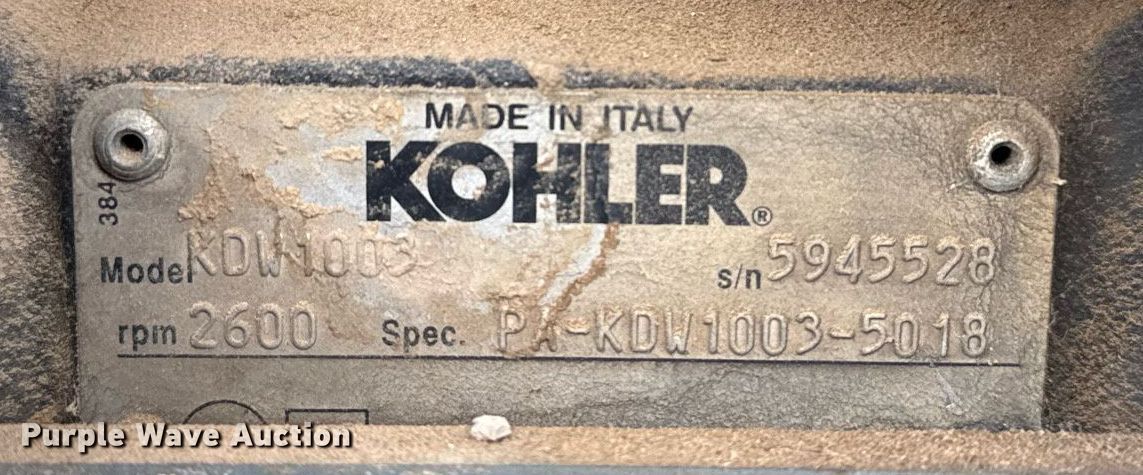 MADE IN ITALY
KOHLER®
384
Model KDW1003 s/n 5945528
rpm 2600 Spec. PA-KDW1003-5018
Purple Wave Auction